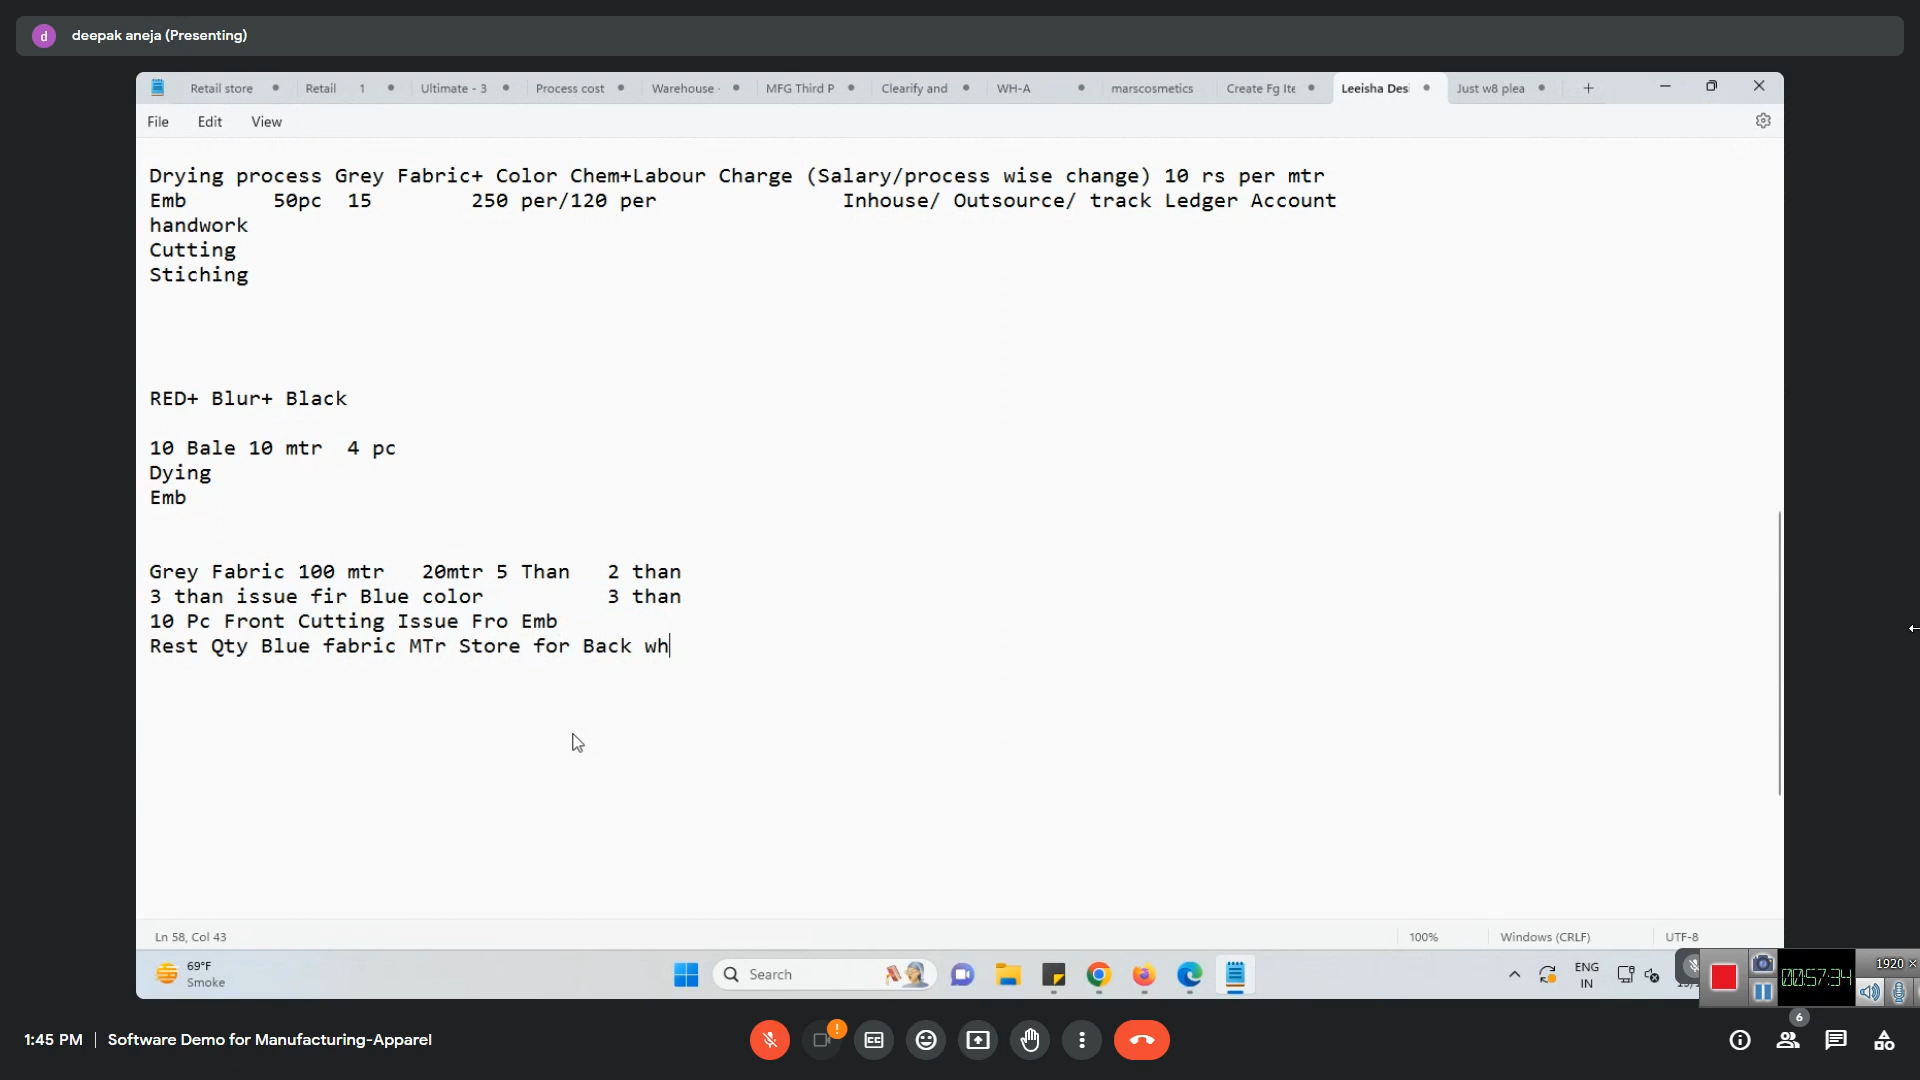 d deepak aneja (Presenting)
Retail store Retail 1 Ultimate - 3 Process cost Warehouse - MFG Third P Clearify and WH-A marscosmetics Create Fg Ite Leeisha Des Just w8 plea
File Edit View
Drying process Grey Fabric+ Color Chem+Labour Charge (Salary/process wise change) 10 rs per mtr
Emb 50pc 15 250 per/120 per Inhouse/ Outsource/ track Ledger Account
handwork
Cutting
Stiching
RED+ Blur+ Black
10 Bale 10 mtr 4 pc
Dying
Emb
Grey Fabric 100 mtr 20mtr 5 Than 2 than
3 than issue fir Blue color 3 than
10 Pc Front Cutting Issue Fro Emb
Rest Qty Blue fabric MTr Store for Back wh
Ln 58, Col 43 100% Windows (CRLF) UTF-8
69°F
Smoke
Search
ENG
IN
1920 ×
00:57:34
6
1:45 PM Software Demo for Manufacturing-Apparel